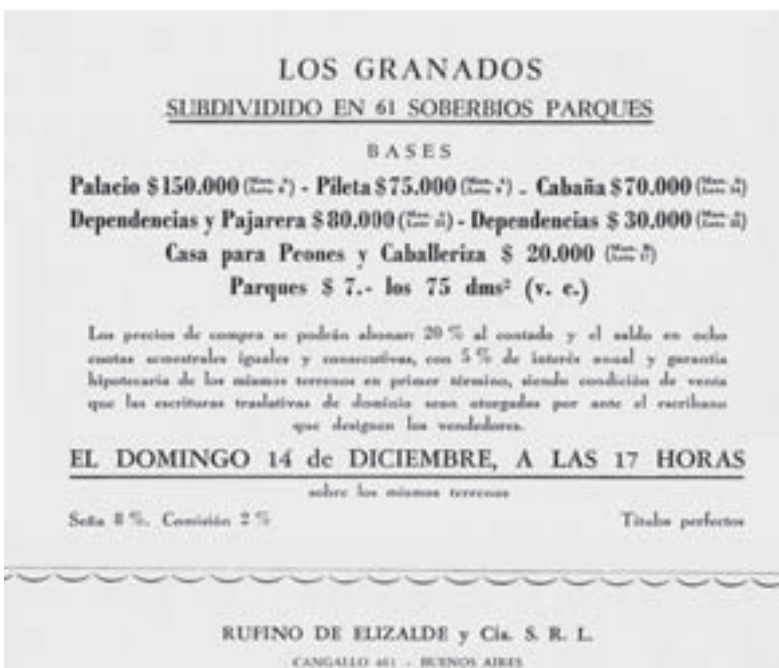 LOS GRANADOS
SUBDIVIDIDO EN 61 SOBERBIOS PARQUES
BASES
Palacio $ 150.000 - Pileta $ 75.000 - Cabaña $ 70.000
Dependencias y Pajarera $ 80.000 - Dependencias $ 30.000
Casa para Peones y Caballeriza $ 20.000
Parques $ 7.- los 75 dms² (v. c.)
Los precios de compra se podrán abonar: 20 % al contado y el saldo en ocho
cuotas semestrales iguales y consecutivas, con 5 % de interés anual y garantía
hipotecaria de los mismos terrenos en primer término, siendo condición de venta
que las escrituras traslativas de dominio sean otorgadas por ante el escribano
que designen los vendedores.
EL DOMINGO 14 de DICIEMBRE, A LAS 17 HORAS
sobre los mismos terrenos
Seña 8 %. Comisión 2 %
Títulos perfectos
RUFINO DE ELIZALDE y Cía. S. R. L.
CANGALLO 461 - BUENOS AIRES